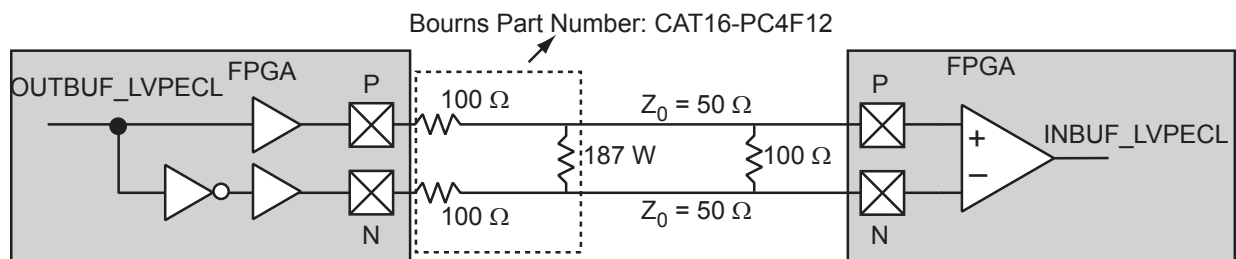 Bourns Part Number: CAT16-PC4F12
OUTBUF_LVPECL
FPGA
P
100 Ω
Z0 = 50 Ω
P
FPGA
187 W
100 Ω
+
−
INBUF_LVPECL
N
100 Ω
Z0 = 50 Ω
N